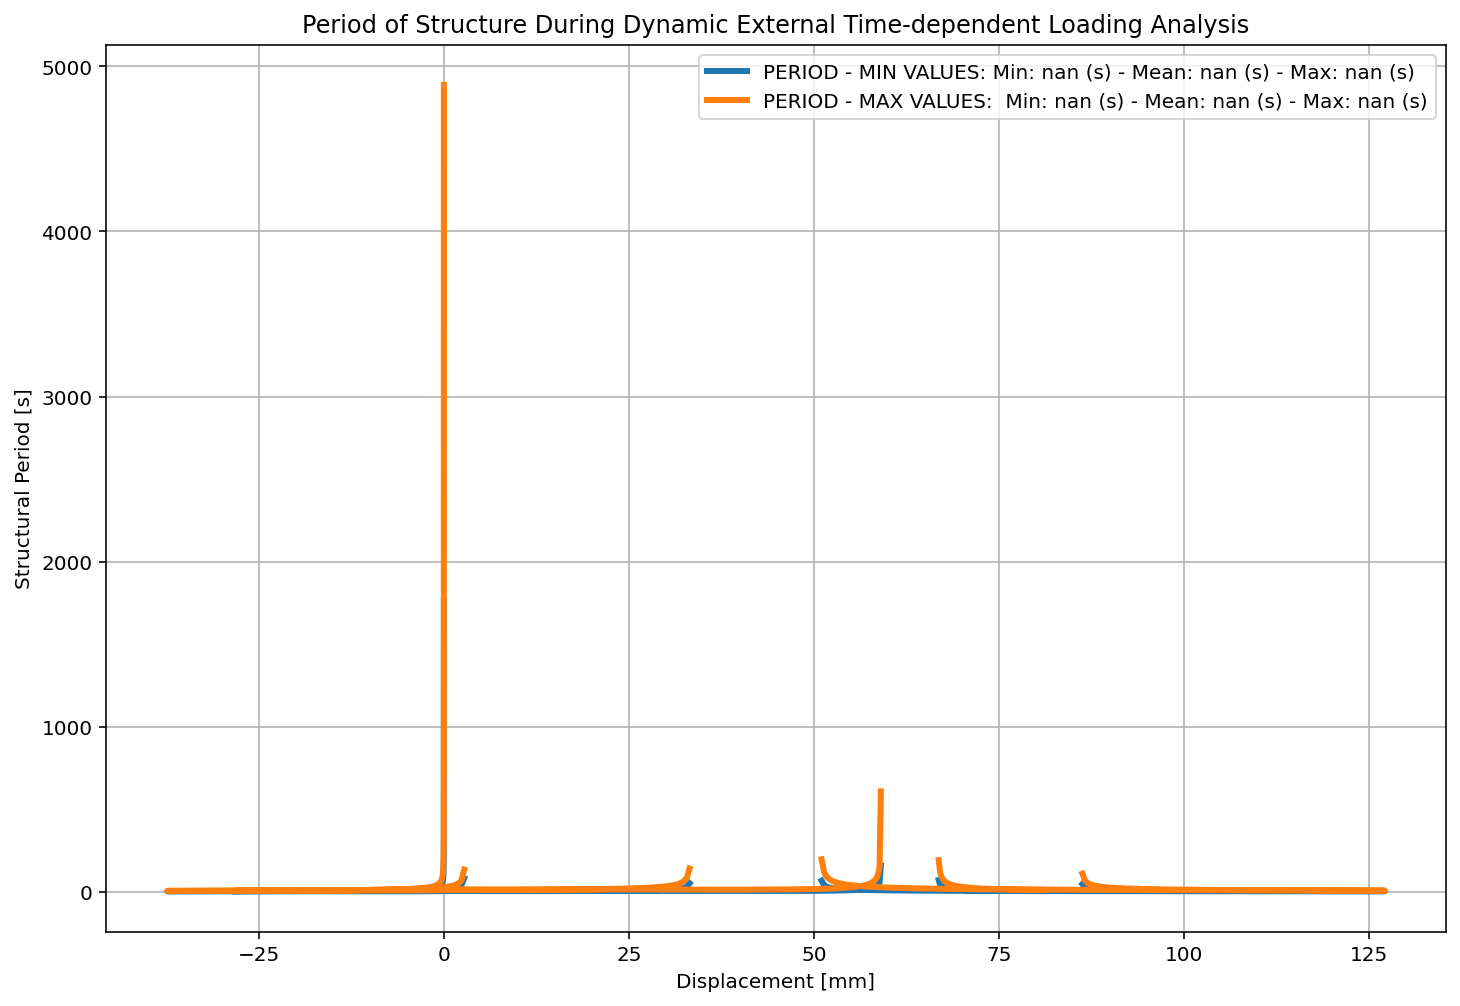 Period of Structure During Dynamic External Time-dependent Loading Analysis
PERIOD - MIN VALUES: Min: nan (s) - Mean: nan (s) - Max: nan (s)
PERIOD - MAX VALUES:  Min: nan (s) - Mean: nan (s) - Max: nan (s)
Structural Period [s]
5000
4000
3000
2000
1000
0
−25
0
25
50
75
100
125
Displacement [mm]